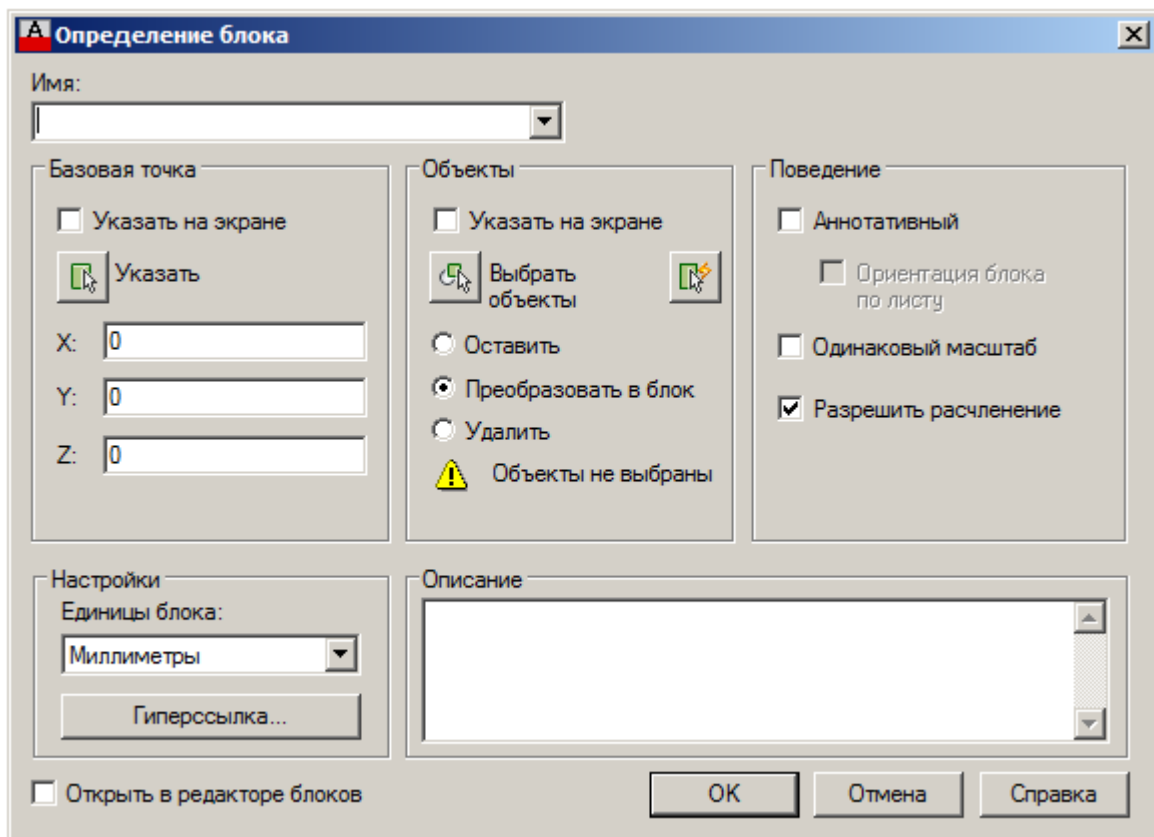 Определение блока
Имя:
Базовая точка
Указать на экране
Указать
X: 0
Y: 0
Z: 0
Объекты
Указать на экране
Выбрать
объекты
Оставить
Преобразовать в блок
Удалить
Объекты не выбраны
Поведение
Аннотативный
Ориентация блока
по листу
Одинаковый масштаб
Разрешить расчленение
Настройки
Единицы блока:
Миллиметры
Гиперссылка...
Описание
Открыть в редакторе блоков
OK
Отмена
Справка